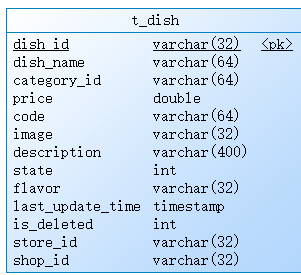 t_dish
dish_id varchar(32) <pk>
dish_name varchar(64)
category_id varchar(64)
price double
code varchar(64)
image varchar(32)
description varchar(400)
state int
flavor varchar(32)
last_update_time timestamp
is_deleted int
store_id varchar(32)
shop_id varchar(32)